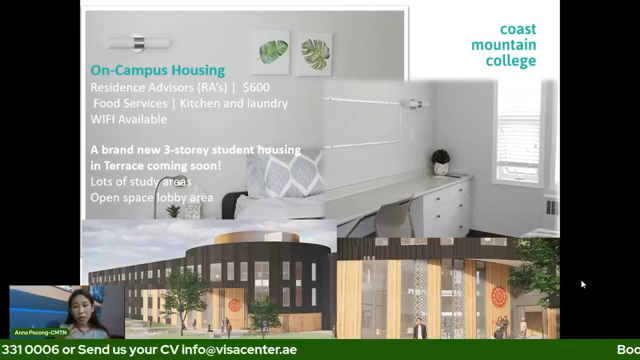 coast
mountain
college
On-Campus Housing
Residence Advisors (RA's) | $600
Food Services | Kitchen and laundry
WIFI Available
A brand new 3-storey student housing
in Terrace coming soon!
Lots of study areas
Open space lobby area
Anna Pocong-CMTN
331 0006 or Send us your CV info@visacenter.ae
Boo